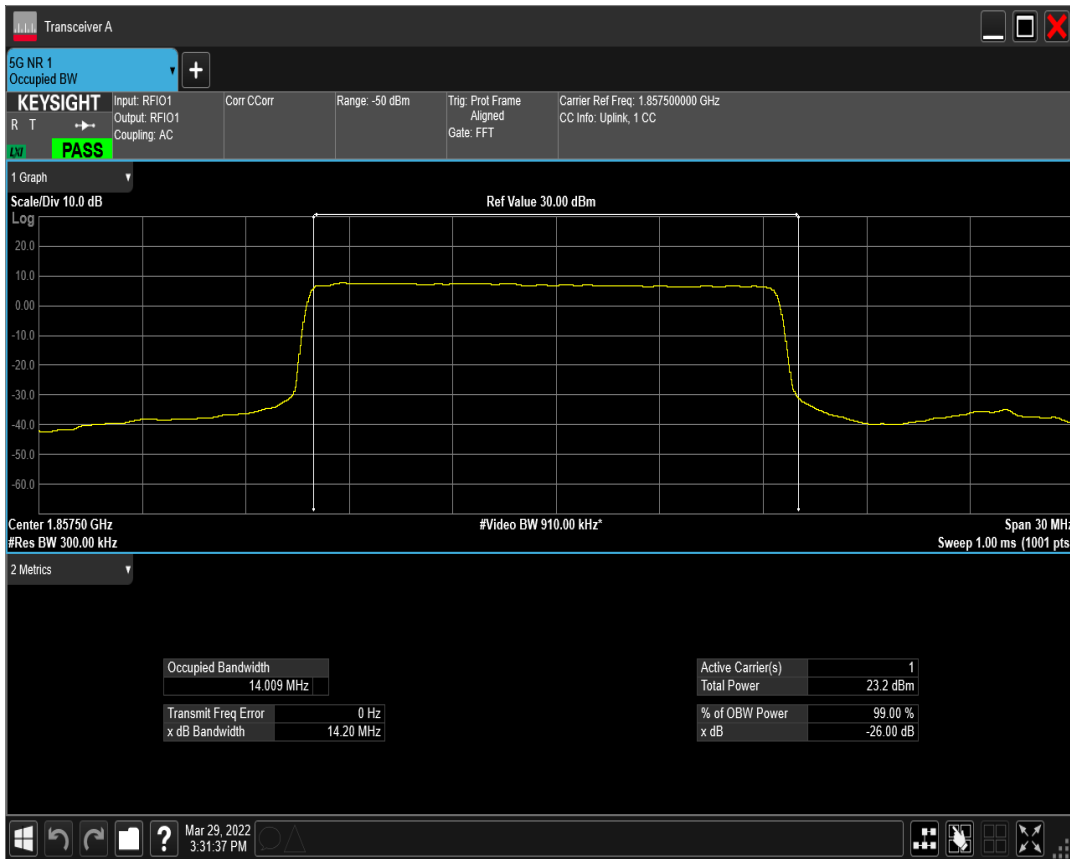 Transceiver A
5G NR 1
Occupied BW
KEYSIGHT
R T
LXI
PASS
Input: RFIO1
Output: RFIO1
Coupling: AC
Corr CCorr
Range: -50 dBm
Trig: Prot Frame
Aligned
Gate: FFT
Carrier Ref Freq: 1.857500000 GHz
CC Info: Uplink, 1 CC
1 Graph
Scale/Div 10.0 dB
Ref Value 30.00 dBm
Log
20.0
10.0
0.00
-10.0
-20.0
-30.0
-40.0
-50.0
-60.0
Center 1.85750 GHz
#Video BW 910.00 kHz*
Span 30 MHz
#Res BW 300.00 kHz
Sweep 1.00 ms (1001 pts
2 Metrics
Occupied Bandwidth
14.009 MHz
Transmit Freq Error 0 Hz
x dB Bandwidth 14.20 MHz
Active Carrier(s) 1
Total Power 23.2 dBm
% of OBW Power 99.00 %
x dB -26.00 dB
?
Mar 29, 2022
3:31:37 PM